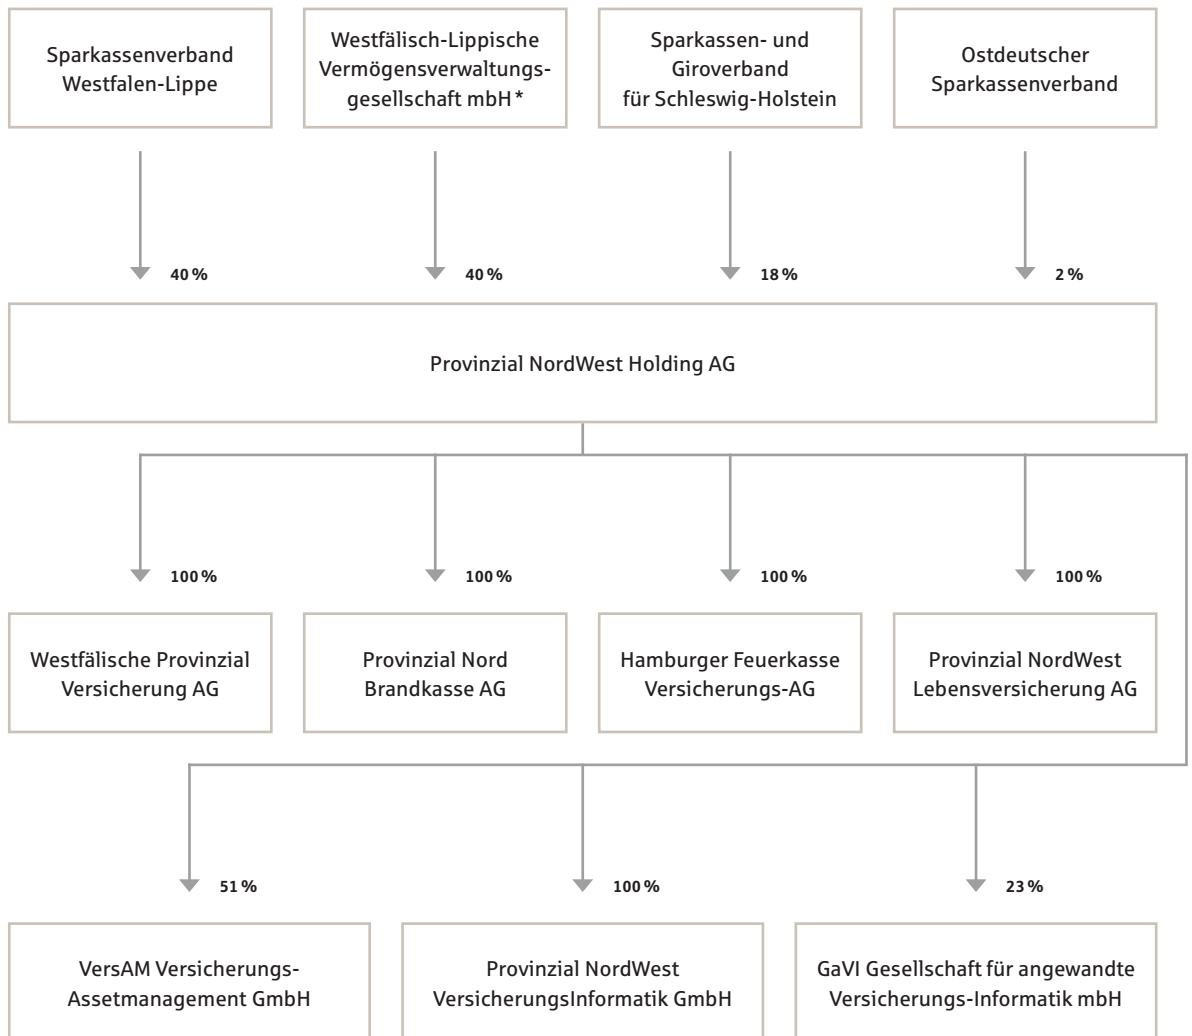 Sparkassenverband
Westfalen-Lippe
Westfälisch-Lippische
Vermögensverwaltungs-
gesellschaft mbH *
Sparkassen- und
Giroverband
für Schleswig-Holstein
Ostdeutscher
Sparkassenverband
40 %
40 %
18 %
2 %
Provinzial NordWest Holding AG
100 %
100 %
100 %
100 %
Westfälische Provinzial
Versicherung AG
Provinzial Nord
Brandkasse AG
Hamburger Feuerkasse
Versicherungs-AG
Provinzial NordWest
Lebensversicherung AG
51 %
100 %
23 %
VersAM Versicherungs-
Assetmanagement GmbH
Provinzial NordWest
VersicherungsInformatik GmbH
GaVI Gesellschaft für angewandte
Versicherungs-Informatik mbH